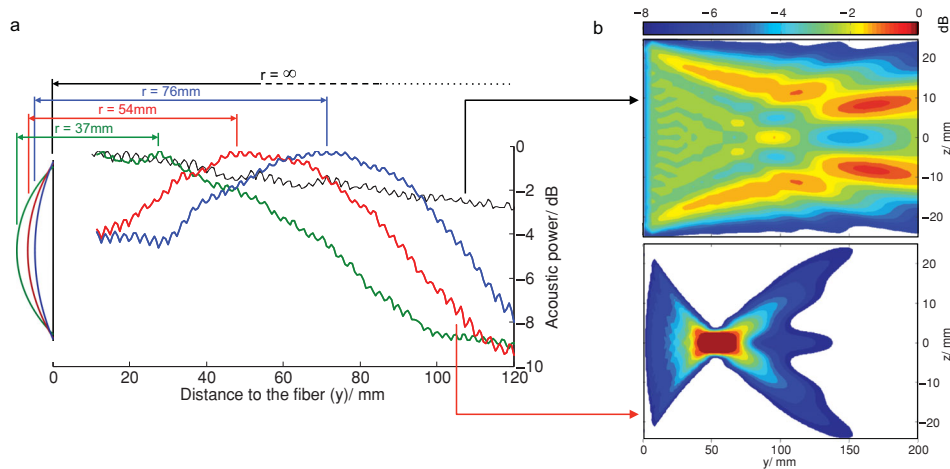 a
r = ∞
r = 76mm
r = 54mm
r = 37mm
0
−2
−4
−6
−8
−10
Acoustic power/ dB
0
20
40
60
80
100
120
Distance to the fiber (y)/ mm
b
−8
−6
−4
−2
0
dB
20
10
0
−10
−20
z/ mm
20
10
0
−10
−20
z/ mm
0
50
100
150
200
y/ mm